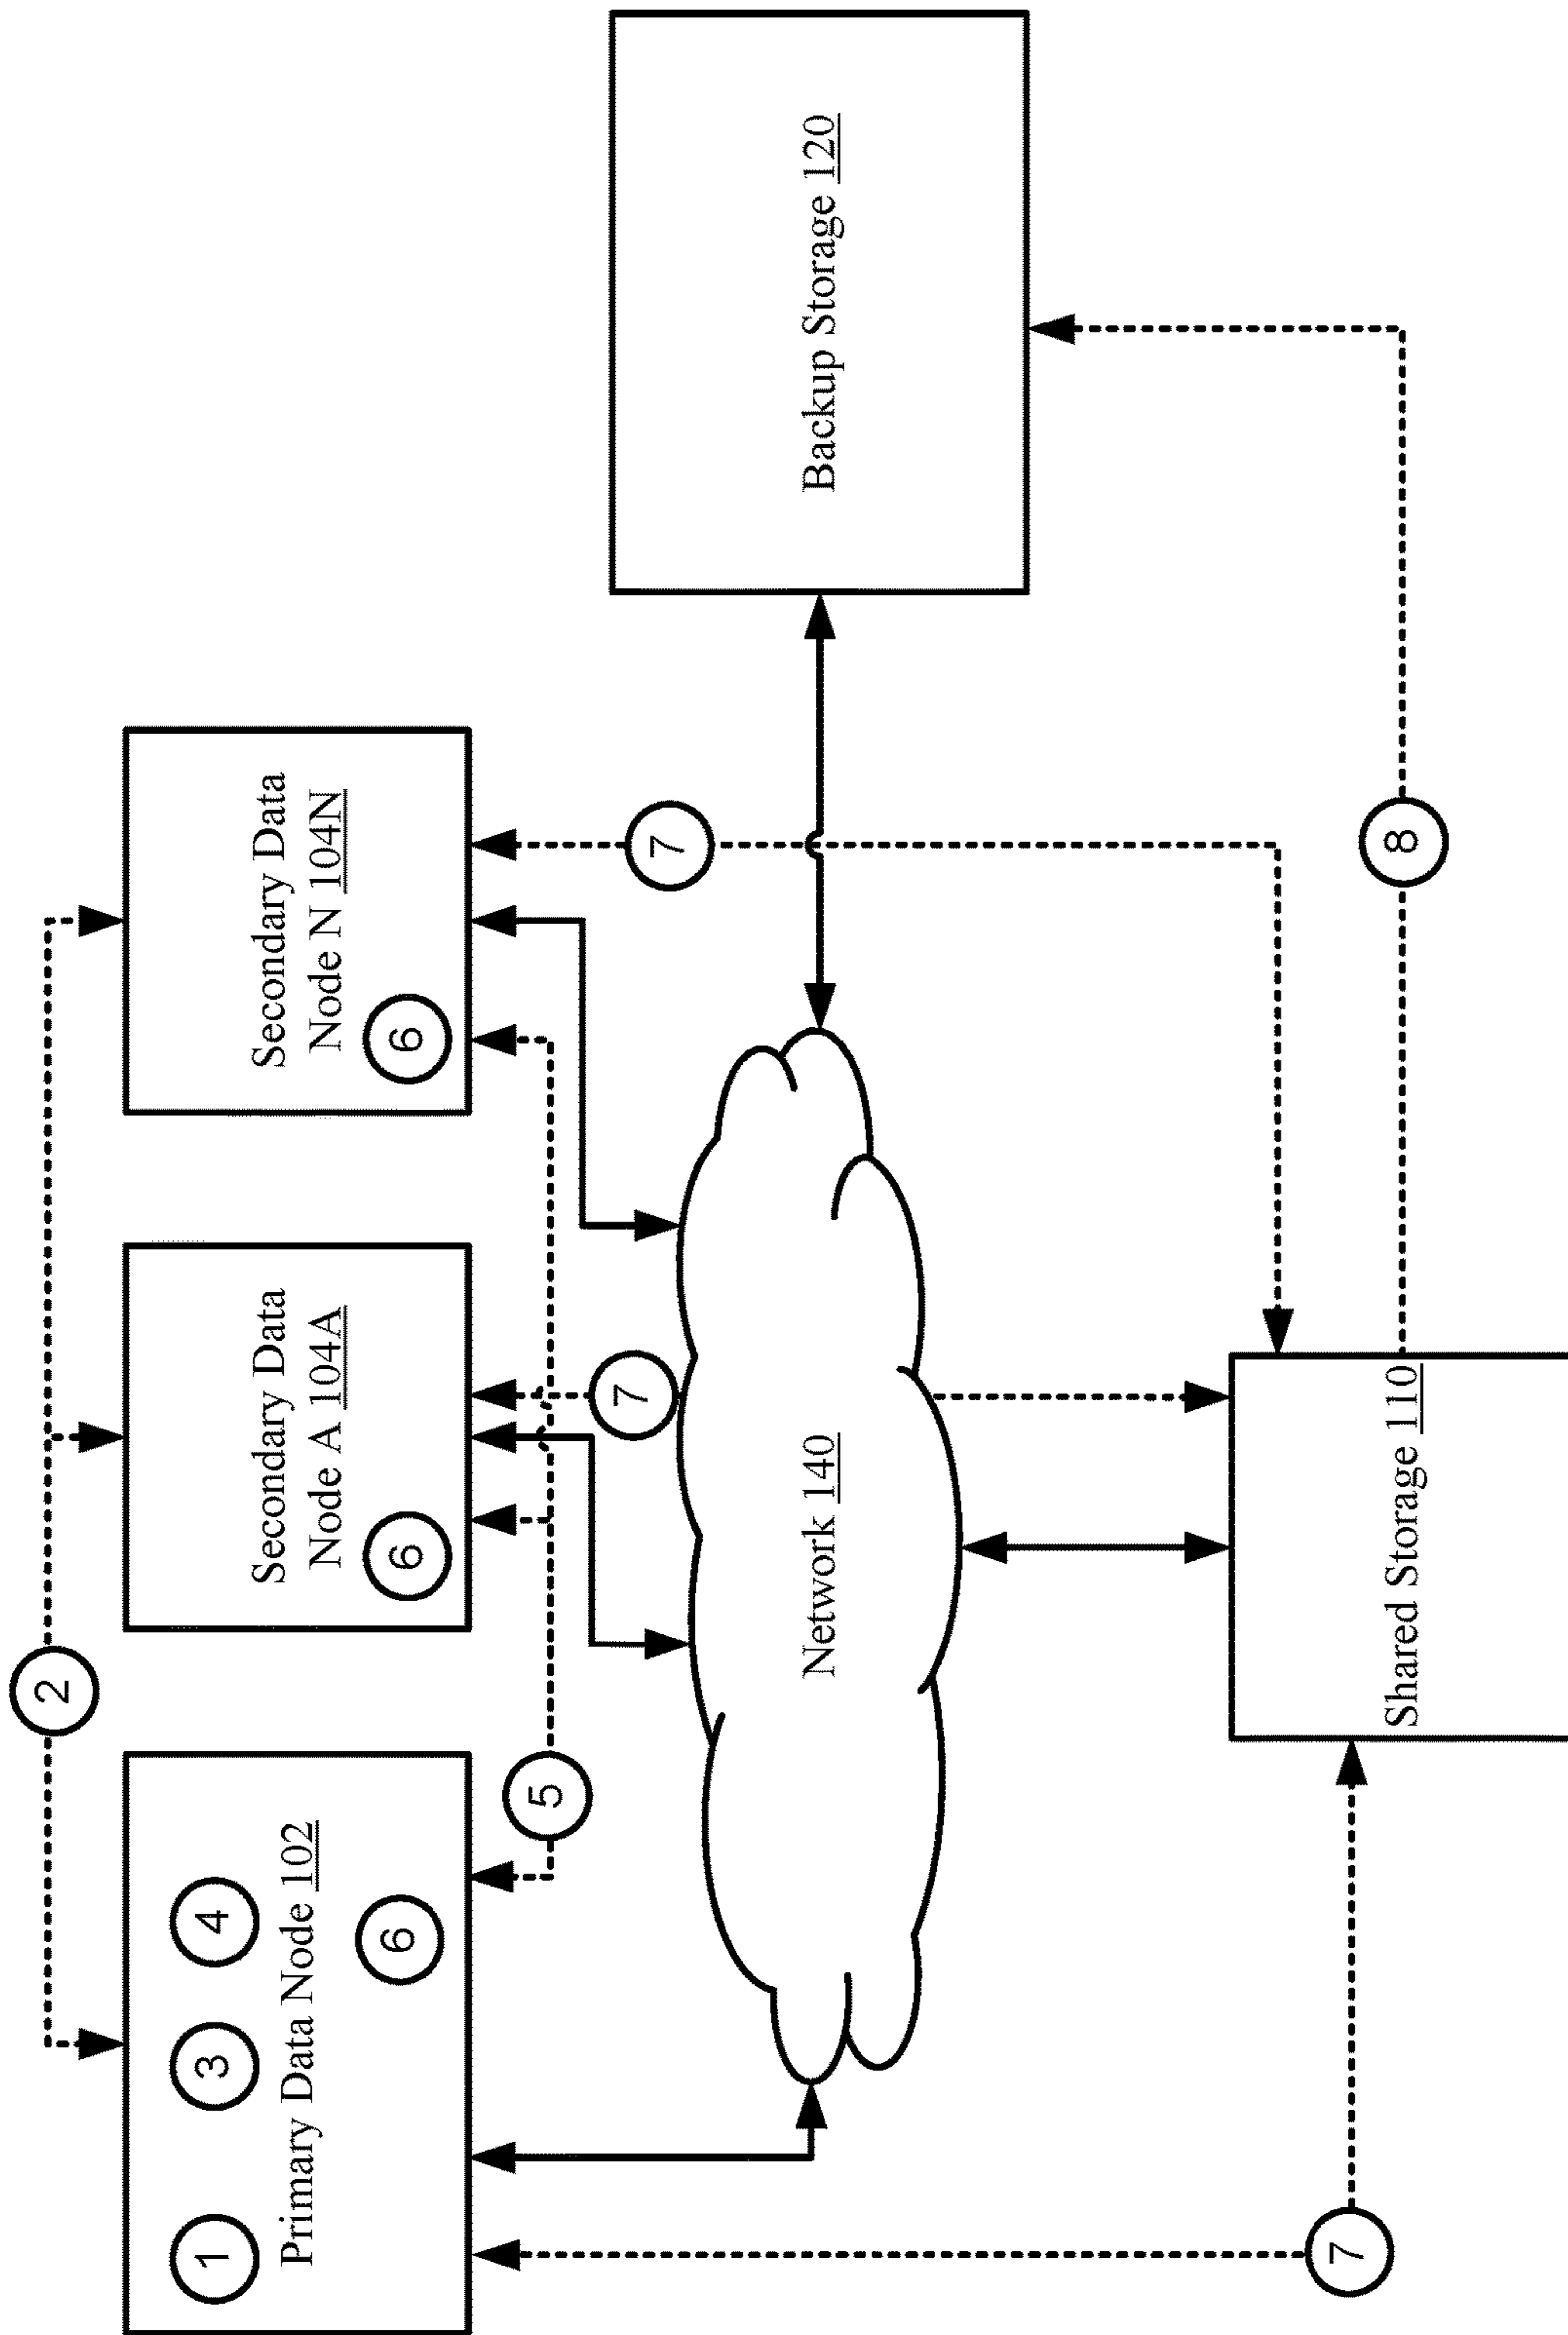 2
1
3
4
Primary Data Node 102
6
Secondary Data
Node A 104A
6
Secondary Data
Node N 104N
6
5
7
7
Network 140
Backup Storage 120
7
Shared Storage 110
8